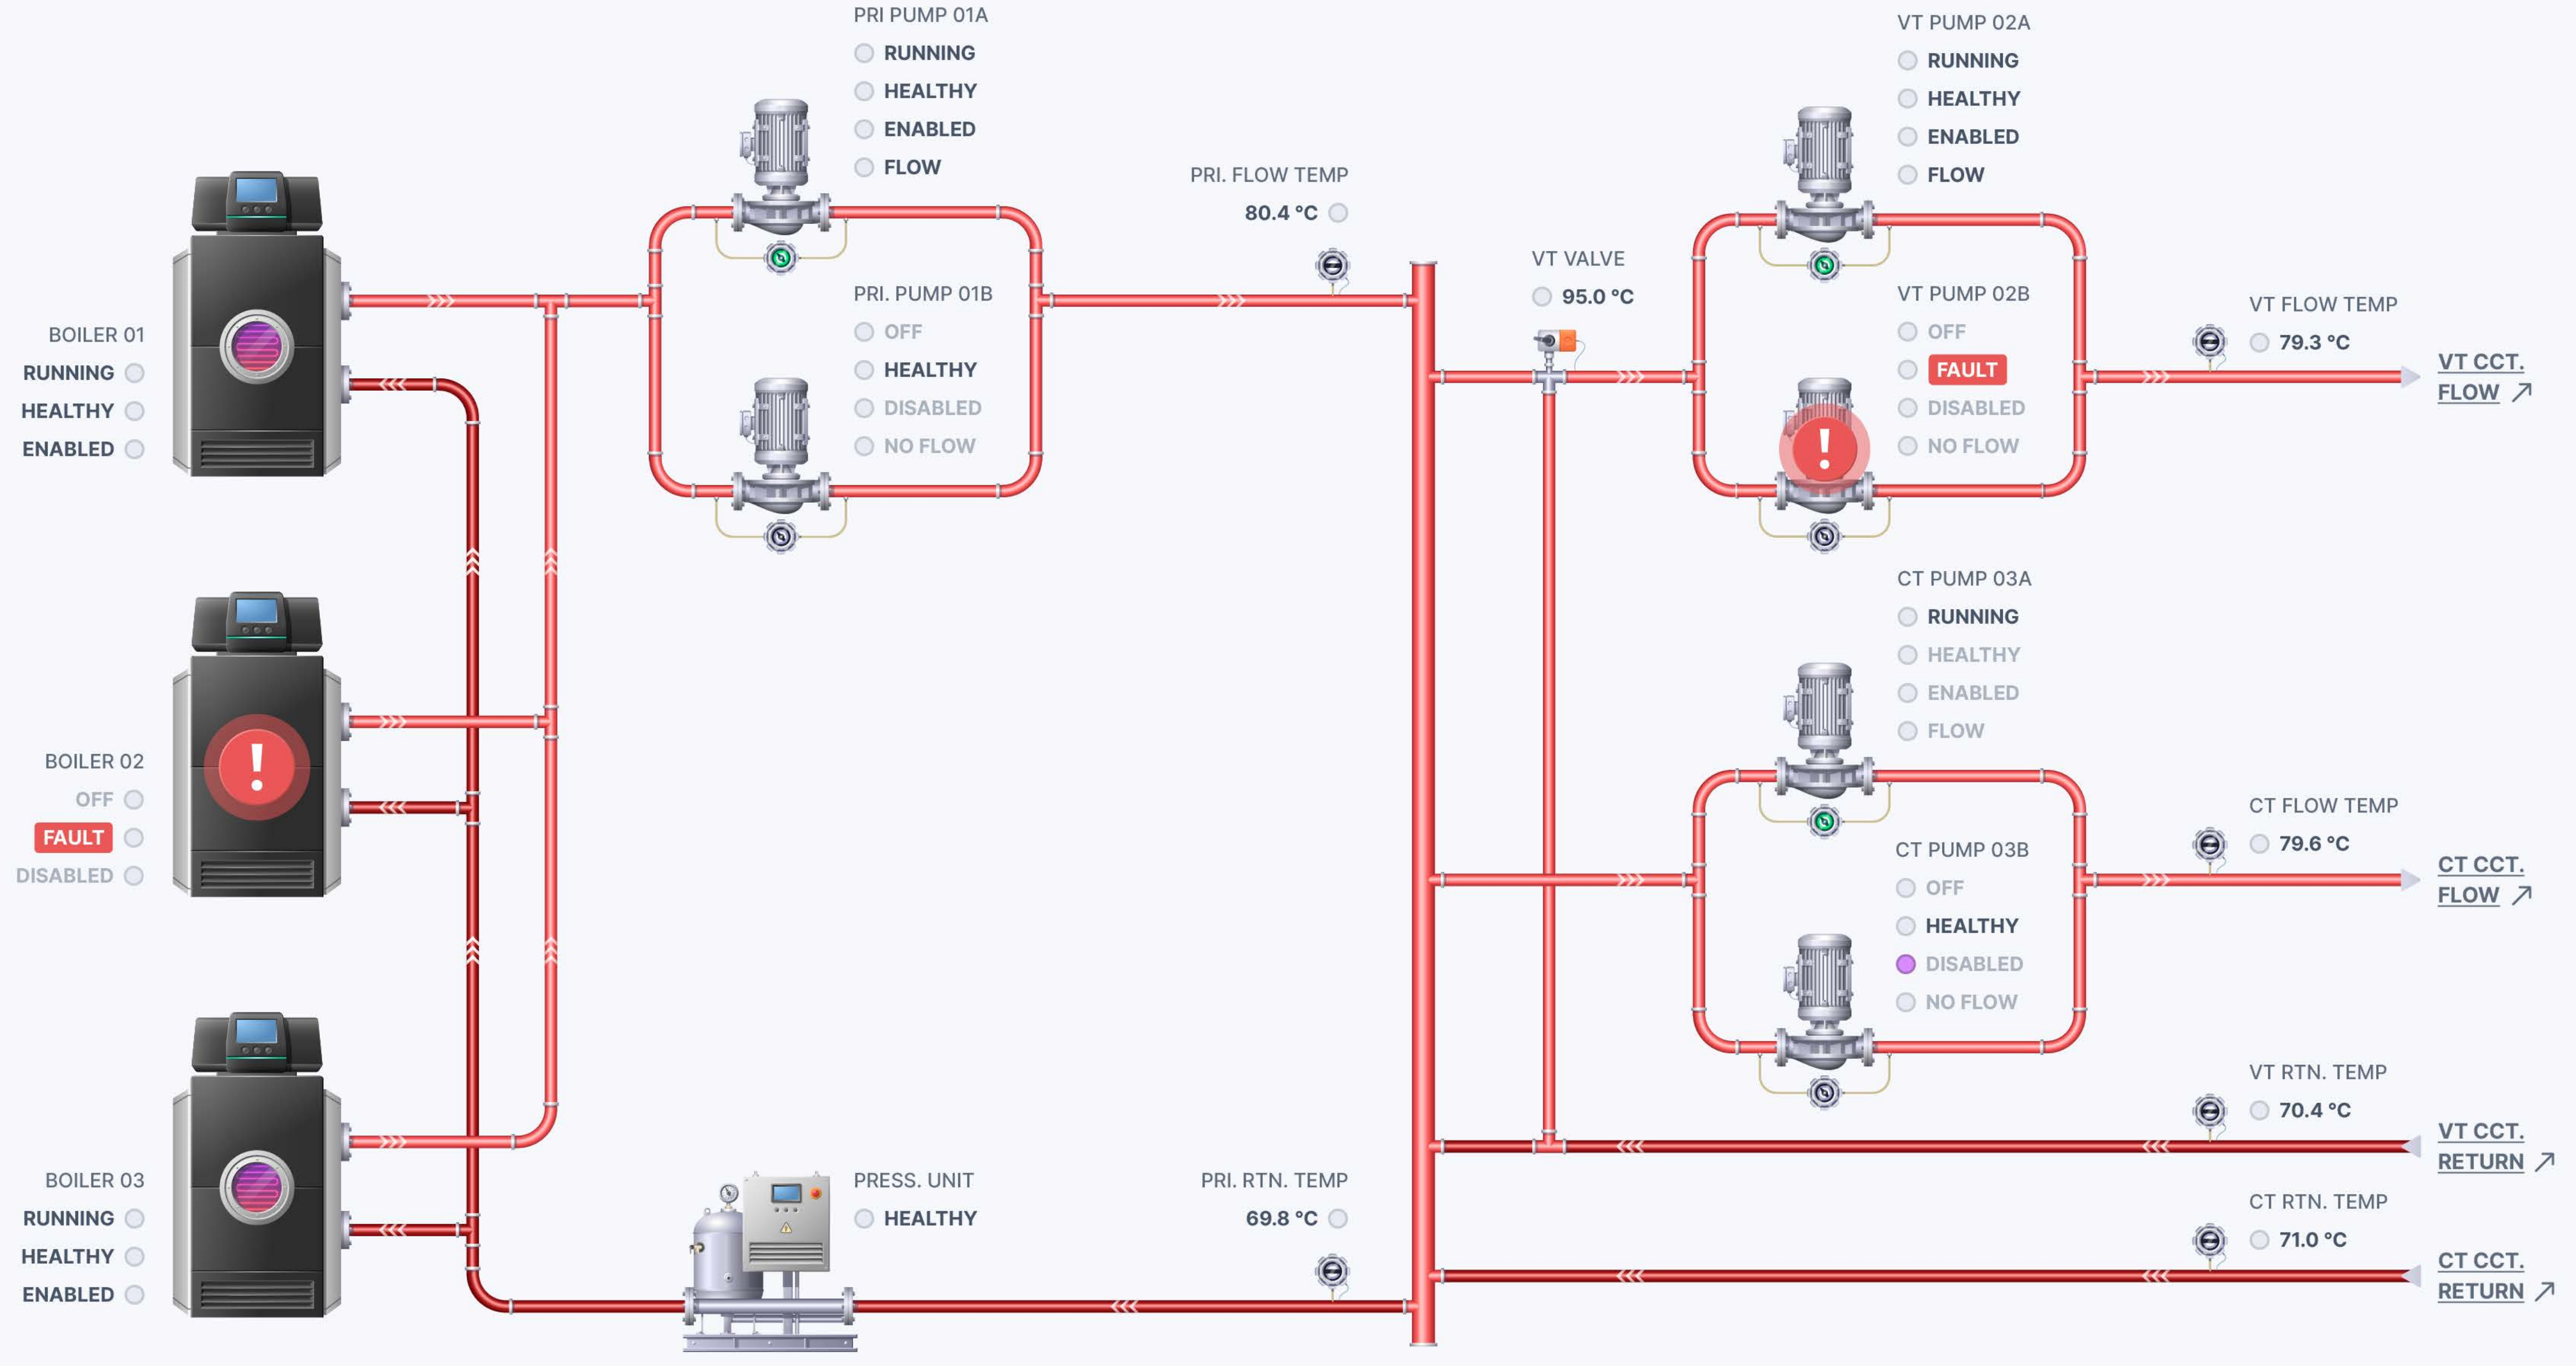 PRI PUMP 01A
RUNNING
HEALTHY
ENABLED
FLOW
VT PUMP 02A
RUNNING
HEALTHY
ENABLED
FLOW
PRI. FLOW TEMP
80.4 °C
VT VALVE
95.0 °C
PRI. PUMP 01B
OFF
HEALTHY
DISABLED
NO FLOW
VT PUMP 02B
OFF
FAULT
DISABLED
NO FLOW
VT FLOW TEMP
79.3 °C
VT CCT.
FLOW
BOILER 01
RUNNING
HEALTHY
ENABLED
CT PUMP 03A
RUNNING
HEALTHY
ENABLED
FLOW
BOILER 02
OFF
FAULT
DISABLED
CT PUMP 03B
OFF
HEALTHY
DISABLED
NO FLOW
CT FLOW TEMP
79.6 °C
CT CCT.
FLOW
VT RTN. TEMP
70.4 °C
VT CCT.
RETURN
BOILER 03
RUNNING
HEALTHY
ENABLED
PRESS. UNIT
HEALTHY
PRI. RTN. TEMP
69.8 °C
CT RTN. TEMP
71.0 °C
CT CCT.
RETURN